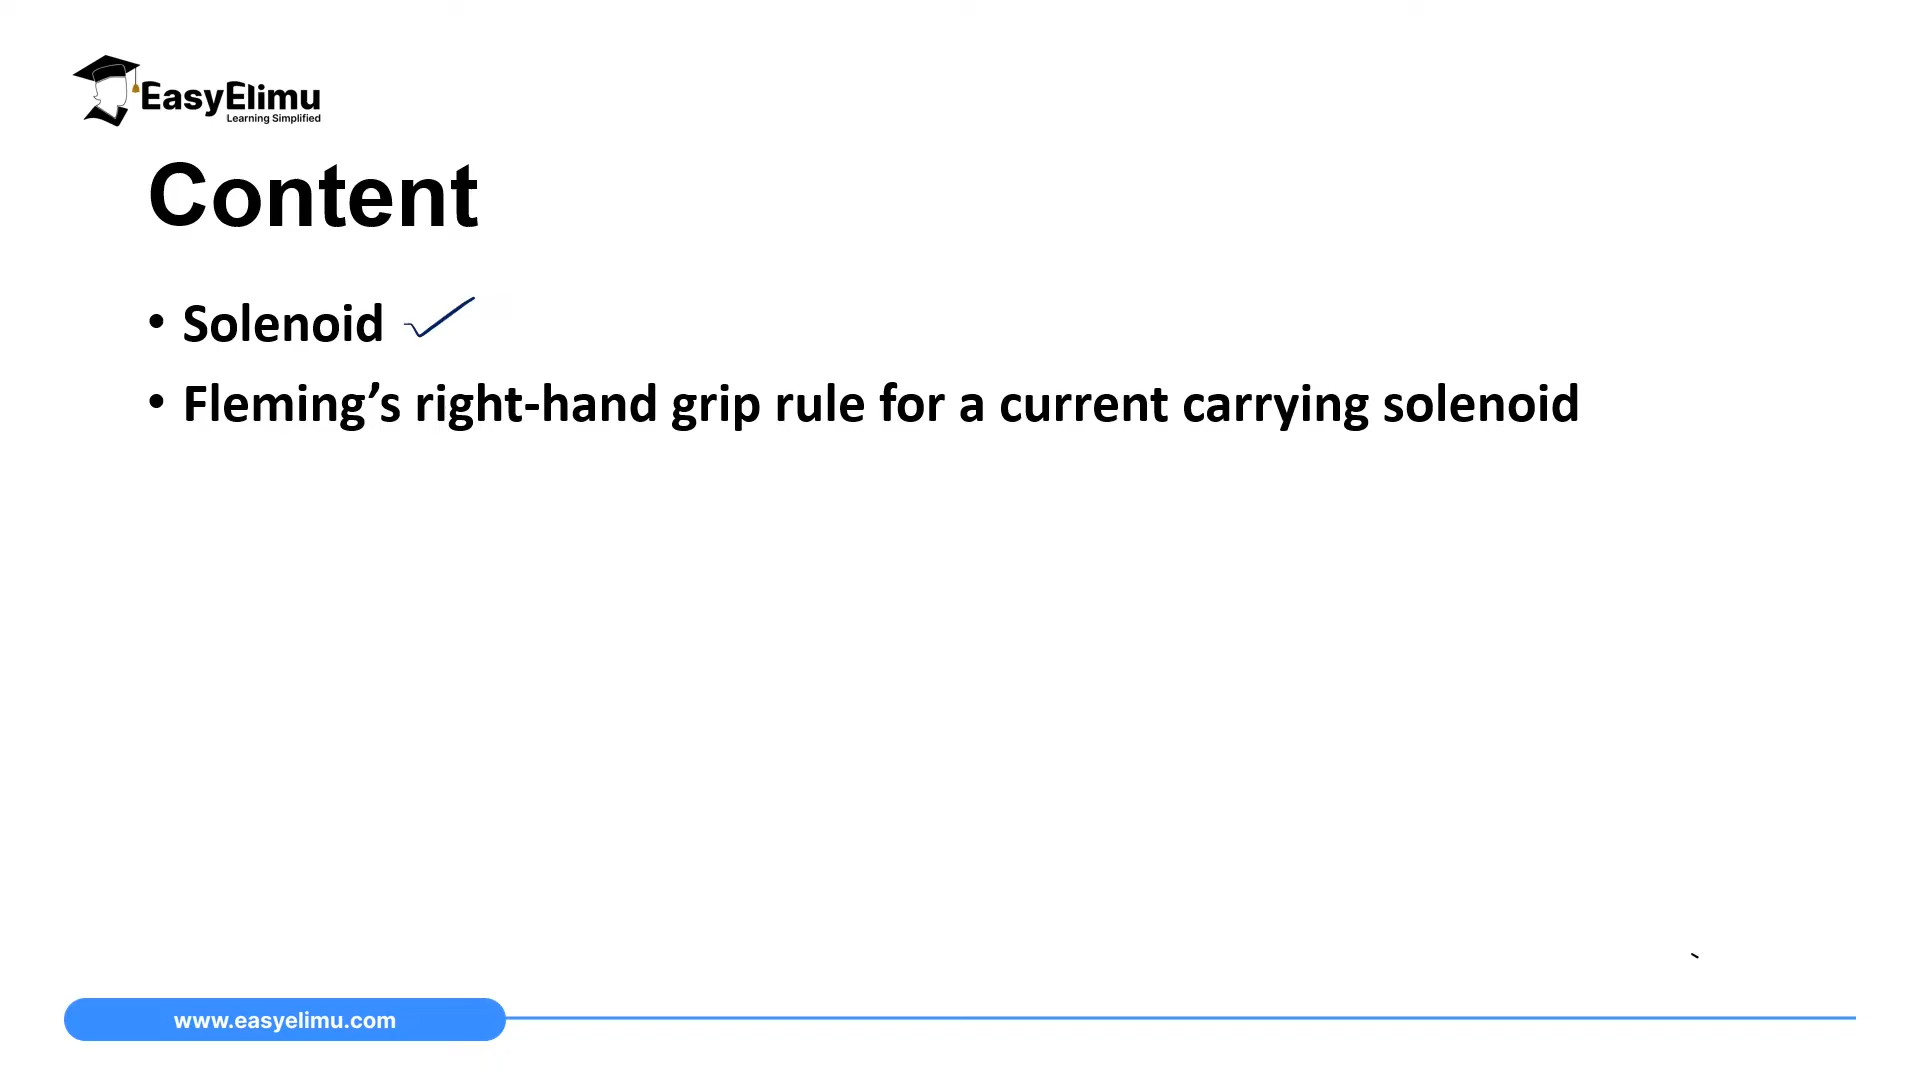 EasyElimu
Learning Simplified
Content
• Solenoid
• Fleming’s right-hand grip rule for a current carrying solenoid
www.easyelimu.com